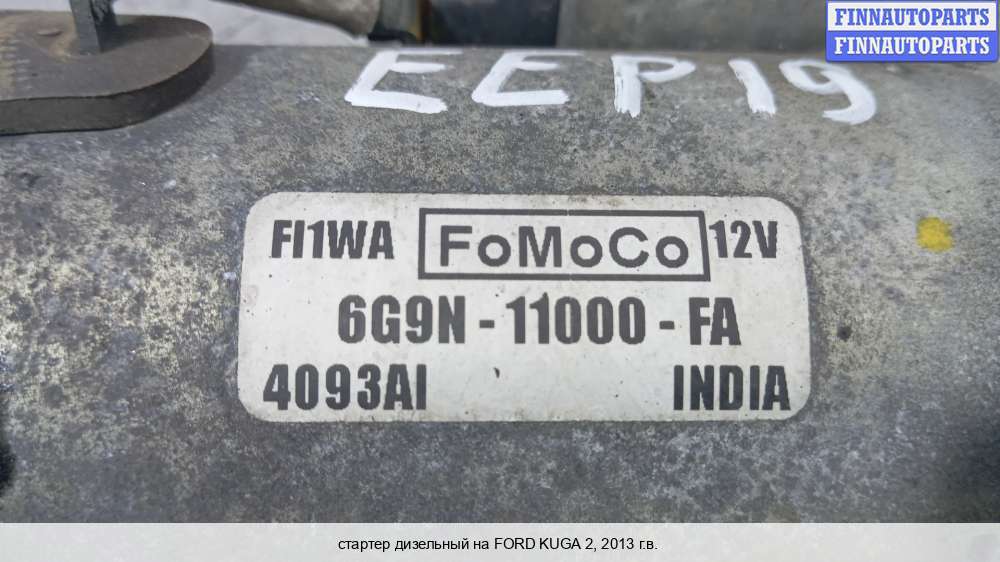 FINNAUTOPARTS
FINNAUTOPARTS
EEP19
FI1WA FoMoCo 12V
6G9N - 11000 - FA
4093AI INDIA
стартер дизельный на FORD KUGA 2, 2013 г.в.